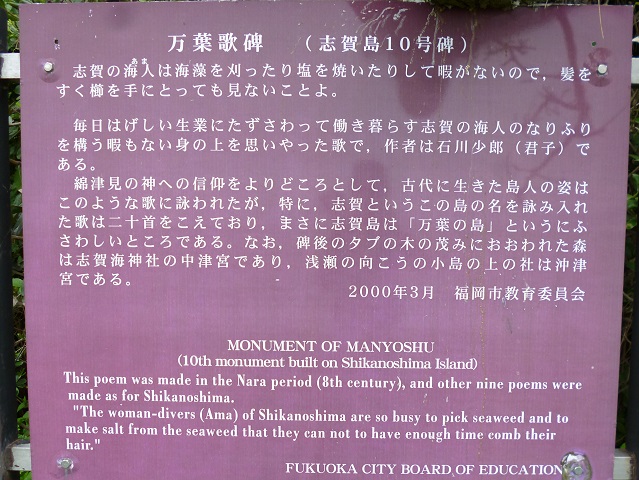 万葉歌碑　（志賀島10号碑）
志賀の海人は海藻を刈ったり塩を焼いたりして暇がないので，髪を
あま
すく櫛を手にとっても見ないことよ。
毎日はげしい生業にたずさわって働き暮らす志賀の海人のなりふり
を構う暇もない身の上を思いやった歌で，作者は石川少郎（君子）で
ある。
綿津見の神への信仰をよりどころとして，古代に生きた島人の姿は
このような歌に詠われたが，特に，志賀というこの島の名を詠み入れ
た歌は二十首をこえており，まさに志賀島は「万葉の島」というにふ
さわしいところである。なお，碑後のタブの木の茂みにおおわれた森
は志賀海神社の中津宮であり，浅瀬の向こうの小島の上の社は沖津
宮である。
2000年3月　福岡市教育委員会
MONUMENT OF MANYOSHU
(10th monument built on Shikanoshima Island)
This poem was made in the Nara period (8th century), and other nine poems were
made as for Shikanoshima.
"The woman-divers (Ama) of Shikanoshima are so busy to pick seaweed and to
make salt from the seaweed that they can not to have enough time comb their
hair."
FUKUOKA CITY BOARD OF EDUCATION